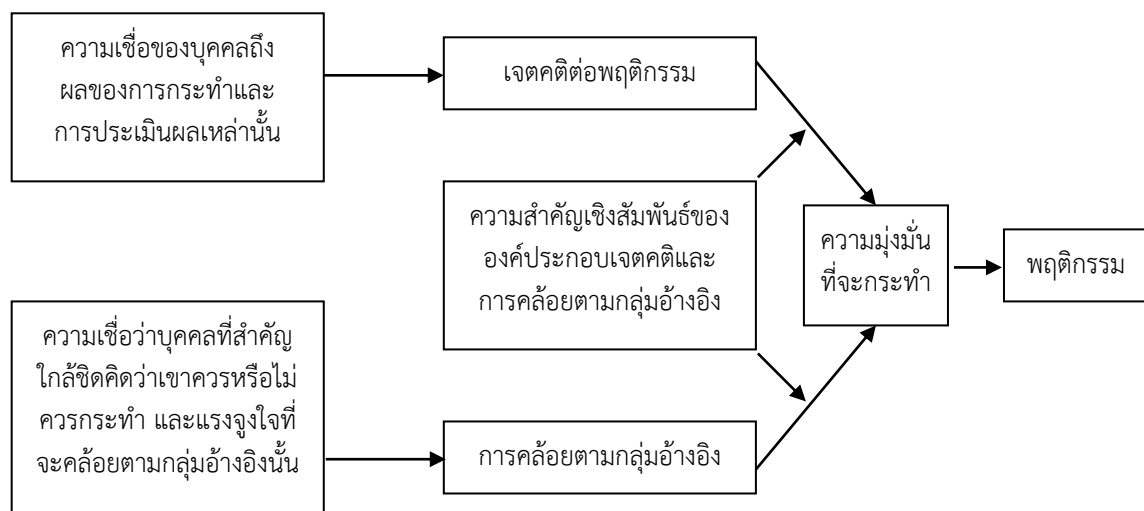 ความเชื่อของบุคคลถึง
ผลของการกระทำและ
การประเมินผลเหล่านั้น
เจตคติต่อพฤติกรรม
ความสำคัญเชิงสัมพันธ์ของ
องค์ประกอบเจตคติและ
การคล้อยตามกลุ่มอ้างอิง
ความมุ่งมั่น
ที่จะกระทำ
พฤติกรรม
ความเชื่อว่าบุคคลที่สำคัญ
ใกล้ชิดคิดว่าเขาควรหรือไม่
ควรกระทำ และแรงจูงใจที่
จะคล้อยตามกลุ่มอ้างอิงนั้น
การคล้อยตามกลุ่มอ้างอิง